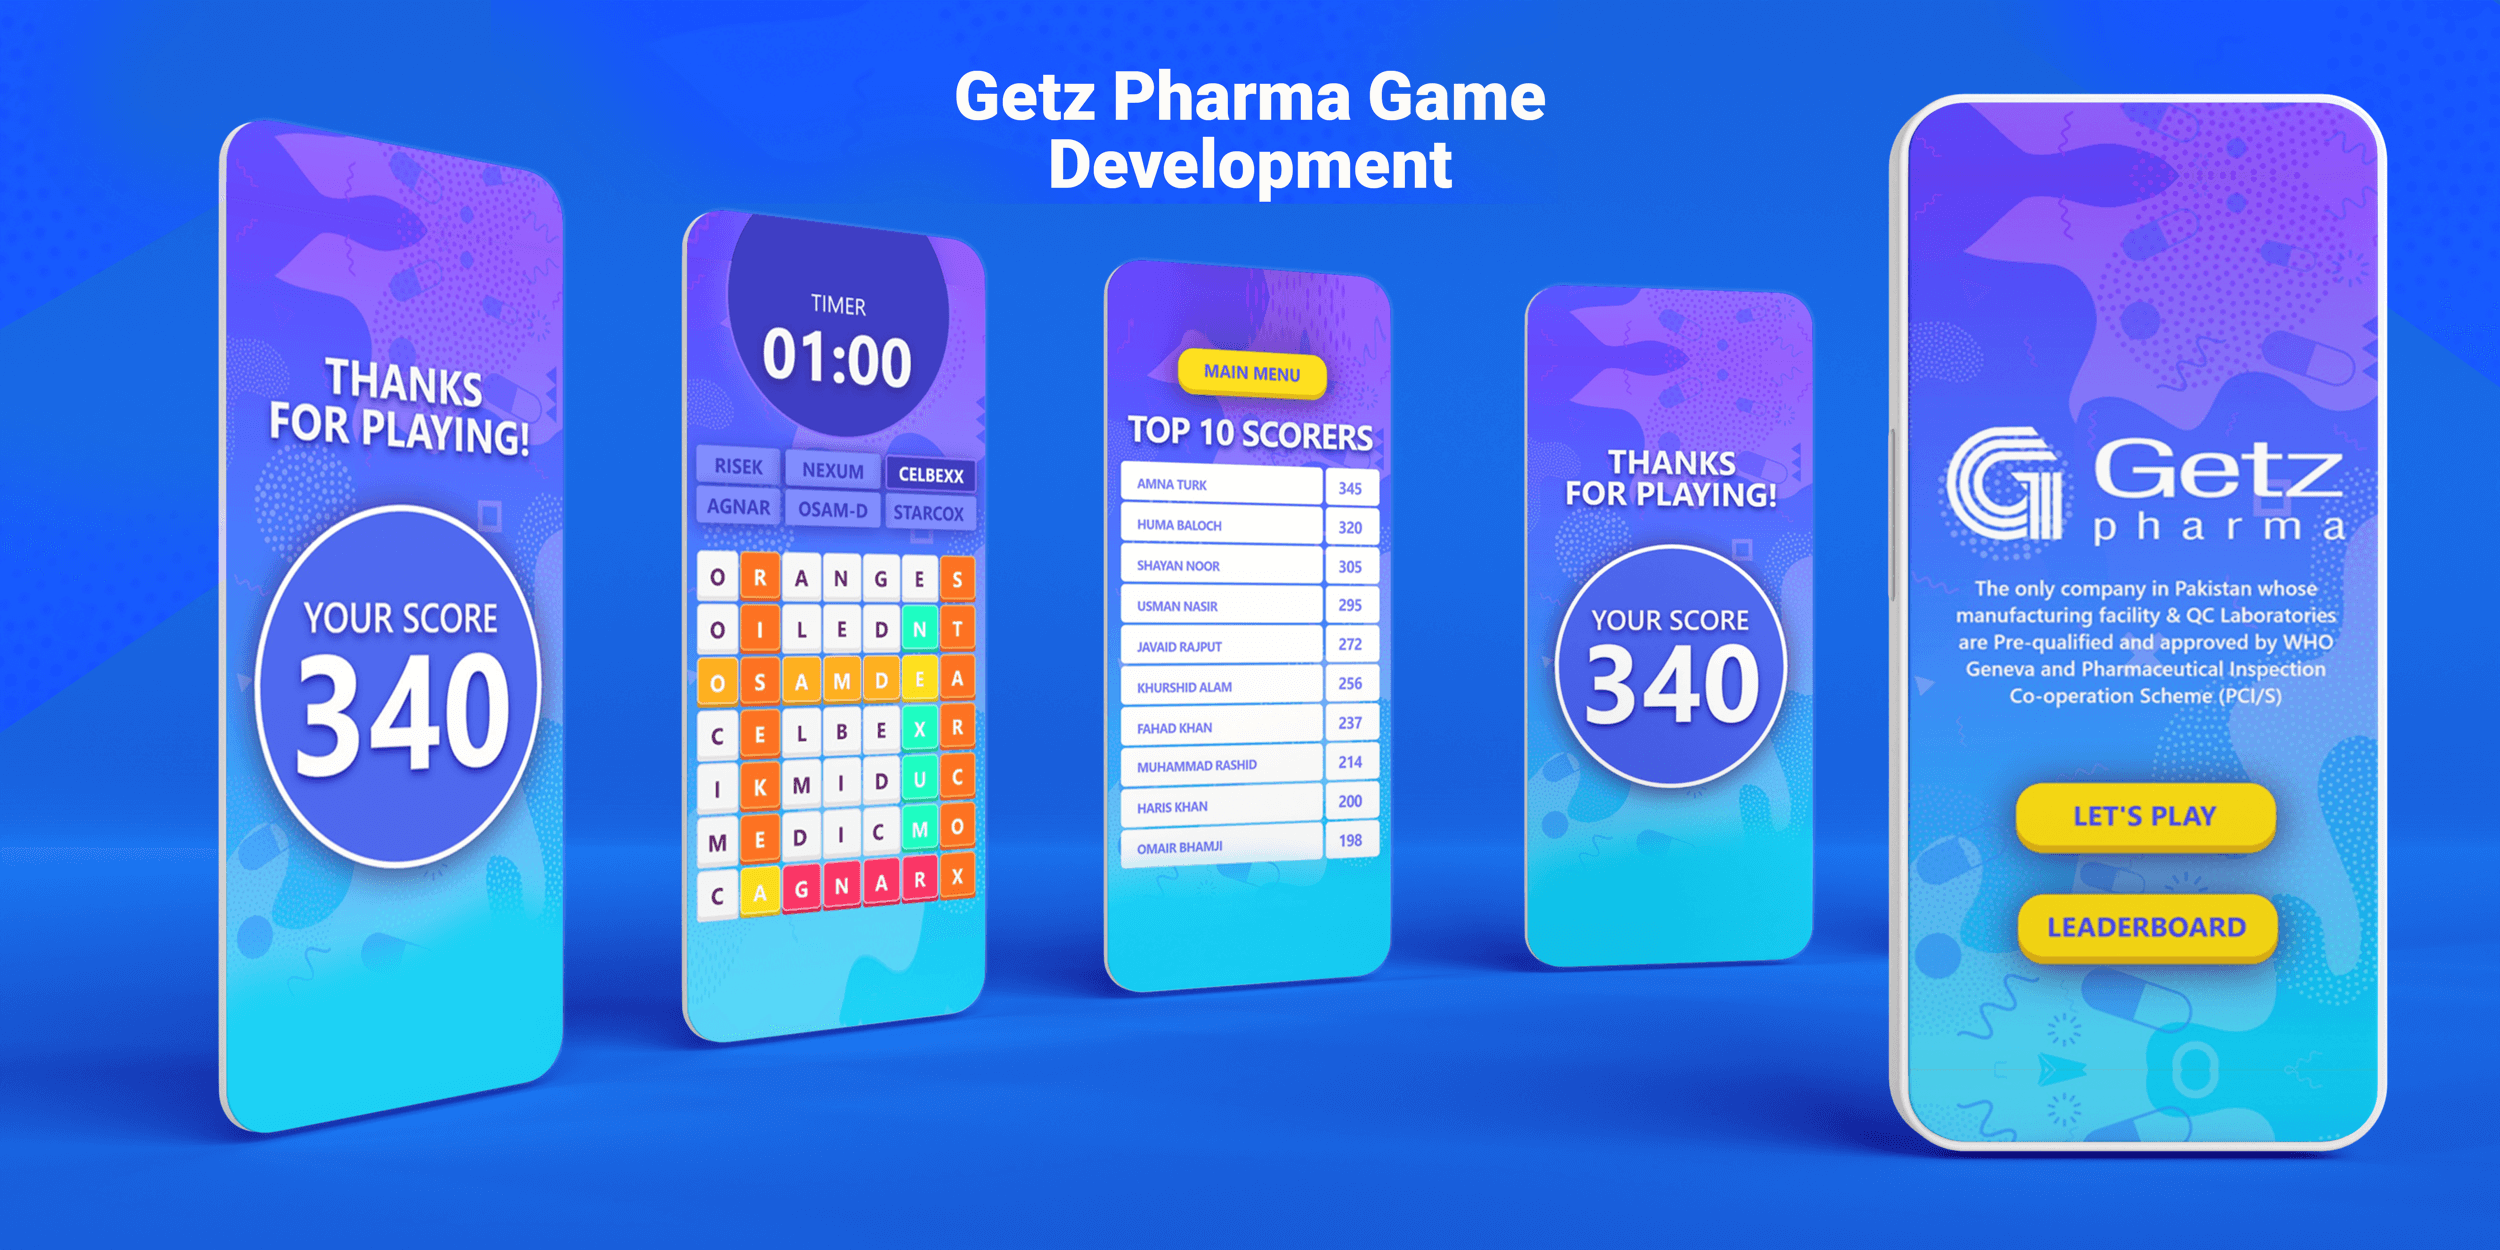 Getz Pharma Game
Development
THANKS
FOR PLAYING!
YOUR SCORE
340
TIMER
01:00
RISEK NEXUM CELBEXX
AGNAR OSAM-D STARCOX
O R A N G E S
O I L E D N T
O S A M D E A
C E L B E X R
I K M I D U C
M E D I C M O
C A G N A R X
MAIN MENU
TOP 10 SCORERS
AMNA TURK 345
HUMA BALOCH 320
SHAYAN NOOR 305
USMAN NASIR 295
JAVAID RAJPUT 272
KHURSHID ALAM 256
FAHAD KHAN 237
MUHAMMAD RASHID 214
HARIS KHAN 200
OMAIR BHAMJI 198
THANKS
FOR PLAYING!
YOUR SCORE
340
Getz
pharma
The only company in Pakistan whose
manufacturing facility & QC Laboratories
are Pre-qualified and approved by WHO
Geneva and Pharmaceutical Inspection
Co-operation Scheme (PCI/S)
LET'S PLAY
LEADERBOARD